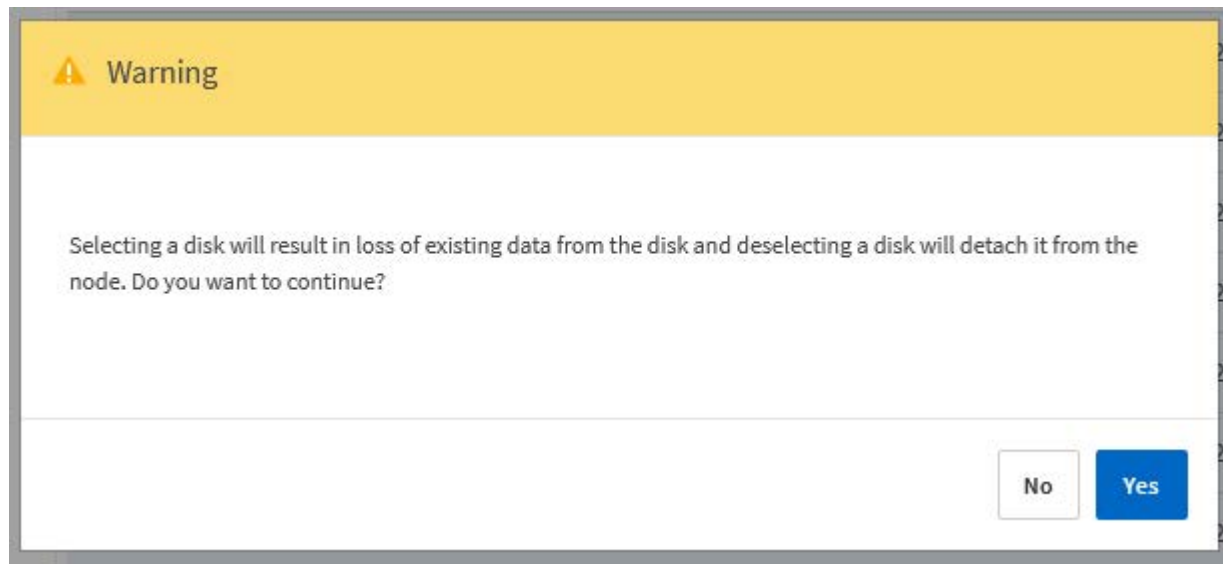 Warning
Selecting a disk will result in loss of existing data from the disk and deselecting a disk will detach it from the
node. Do you want to continue?
No
Yes